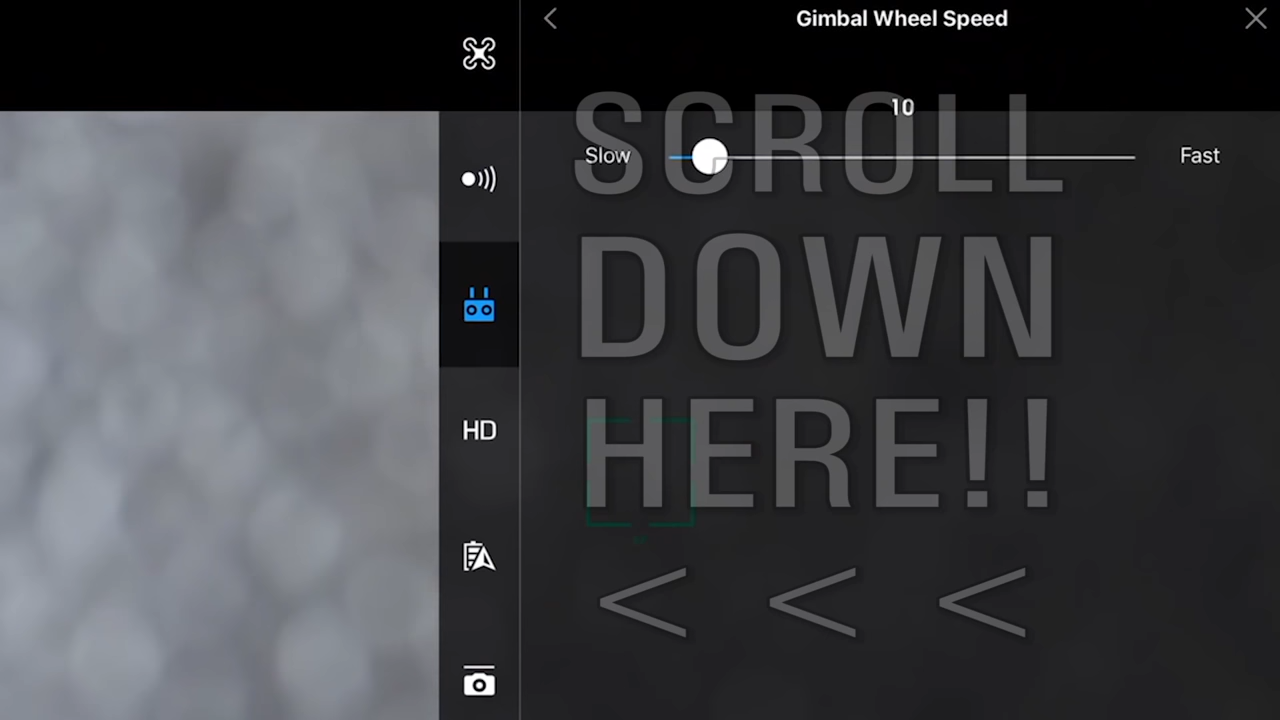 Gimbal Wheel Speed
10
Slow Fast
HD
SCROLL
DOWN
HERE!!
< < <